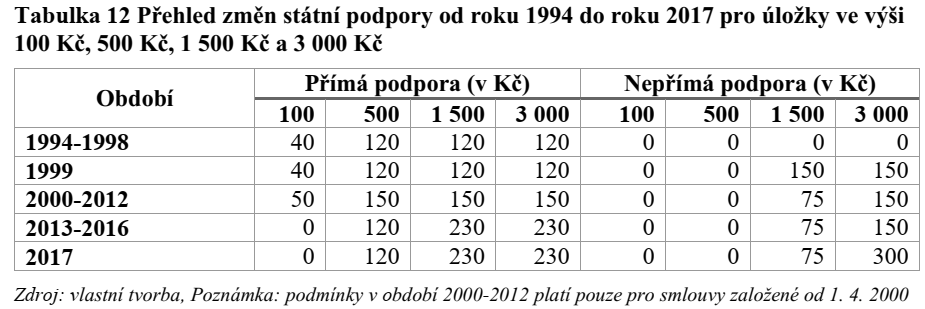 Tabulka 12 Přehled změn státní podpory od roku 1994 do roku 2017 pro úložky ve výši
100 Kč, 500 Kč, 1 500 Kč a 3 000 Kč
Období Přímá podpora (v Kč) Nepřímá podpora (v Kč)
100 500 1 500 3 000 100 500 1 500 3 000
1994-1998 40 120 120 120 0 0 0 0
1999 40 120 120 120 0 0 150 150
2000-2012 50 150 150 150 0 0 75 150
2013-2016 0 120 230 230 0 0 75 150
2017 0 120 230 230 0 0 75 300
Zdroj: vlastní tvorba, Poznámka: podmínky v období 2000-2012 platí pouze pro smlouvy založené od 1. 4. 2000